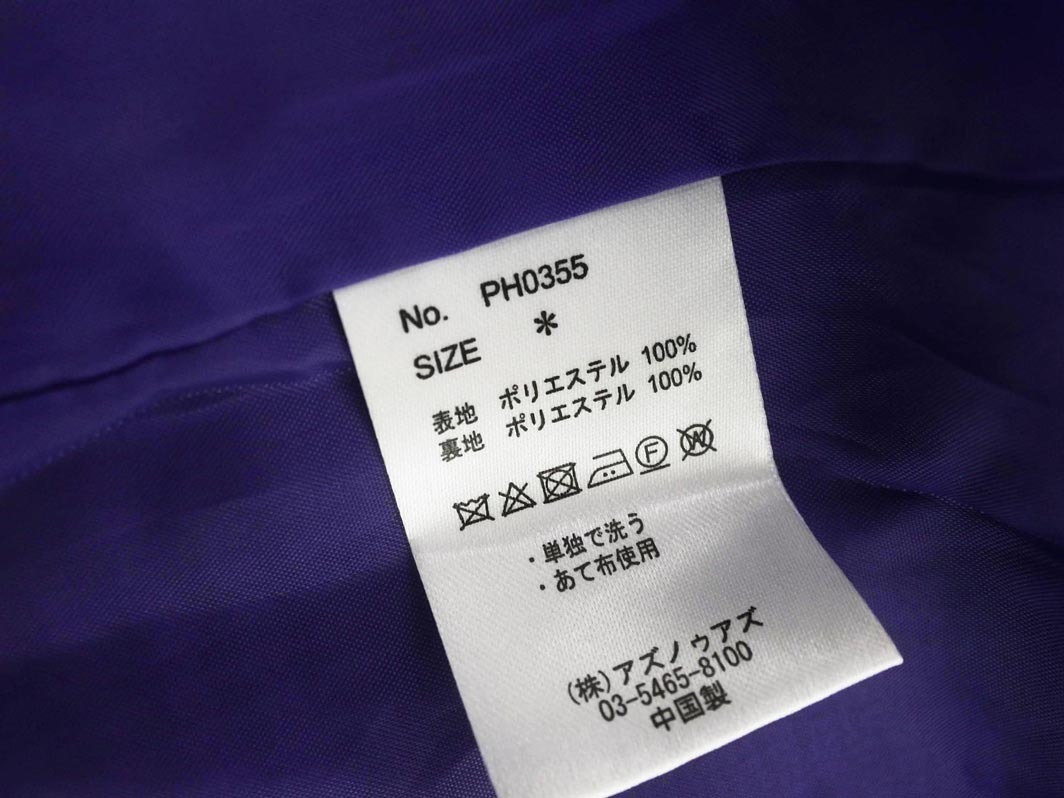 No. PH0355
SIZE *
表地 ポリエステル 100%
裏地 ポリエステル 100%
F W
・単独で洗う
・あて布使用
(株)アズノゥアズ
03-5465-8100
中国製